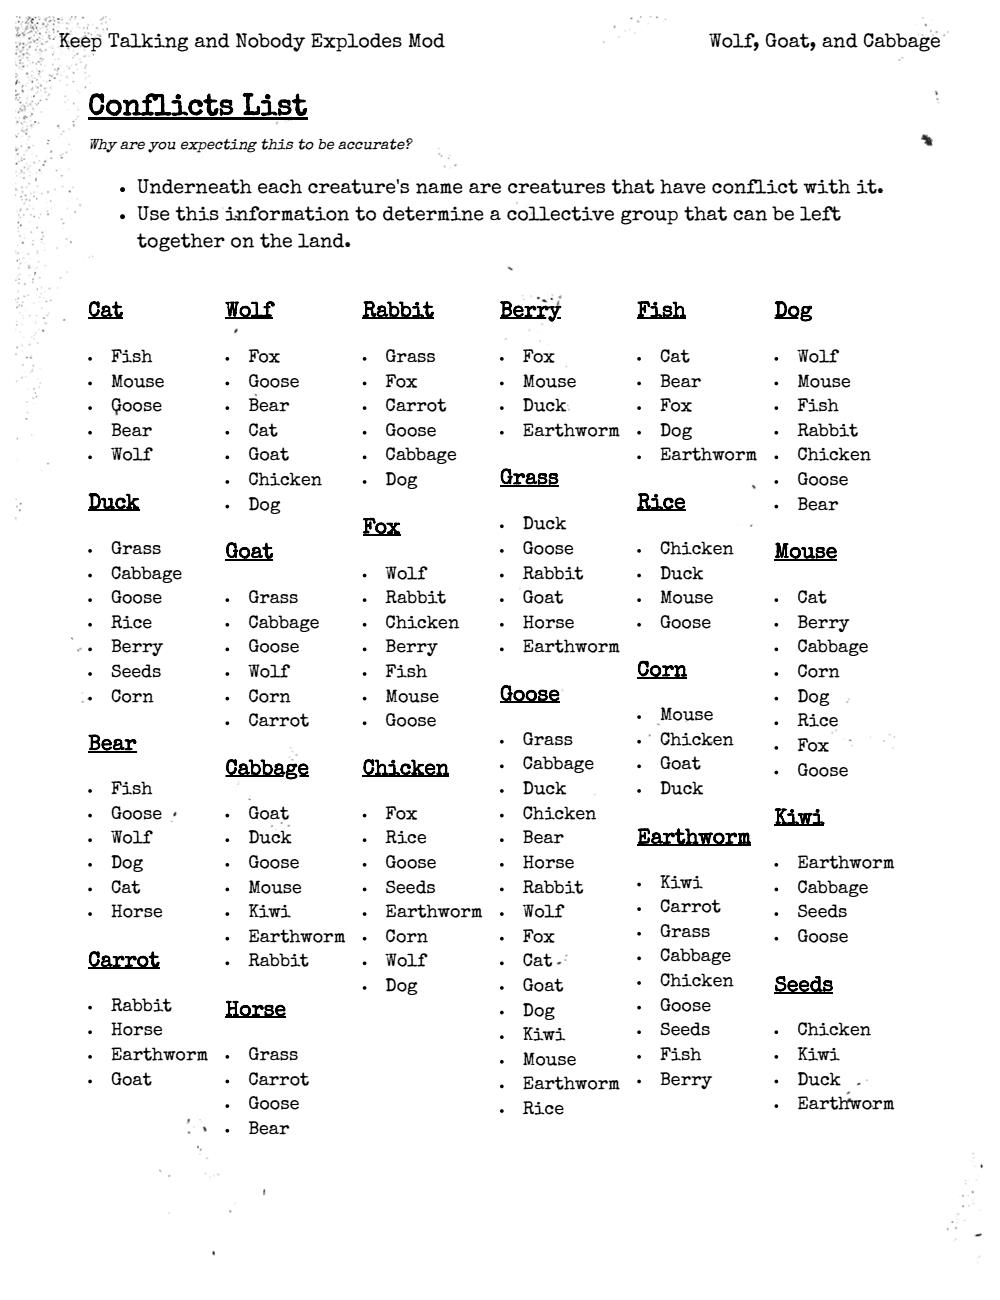 Keep Talking and Nobody Explodes Mod
Wolf, Goat, and Cabbage
Conflicts List
Why are you expecting this to be accurate?
• Underneath each creature's name are creatures that have conflict with it.
• Use this information to determine a collective group that can be left
together on the land.
Cat
• Fish
• Mouse
• Goose
• Bear
• Wolf
Duck
• Grass
• Cabbage
• Goose
• Rice
• Berry
• Seeds
• Corn
Bear
• Fish
• Goose
• Wolf
• Dog
• Cat
• Horse
Carrot
• Rabbit
• Horse
• Earthworm
• Goat
Wolf
• Fox
• Goose
• Bear
• Cat
• Goat
• Chicken
• Dog
Goat
• Grass
• Cabbage
• Goose
• Wolf
• Corn
• Carrot
Cabbage
• Goat
• Duck
• Goose
• Mouse
• Kiwi
• Earthworm
• Rabbit
Horse
• Grass
• Carrot
• Goose
• Bear
Rabbit
• Grass
• Fox
• Carrot
• Goose
• Cabbage
• Dog
Fox
• Wolf
• Rabbit
• Chicken
• Berry
• Fish
• Mouse
• Goose
Chicken
• Fox
• Rice
• Goose
• Seeds
• Earthworm
• Corn
• Wolf
• Dog
Berry
• Fox
• Mouse
• Duck
• Earthworm
Grass
• Duck
• Goose
• Rabbit
• Goat
• Horse
• Earthworm
Goose
• Grass
• Cabbage
• Duck
• Chicken
• Bear
• Horse
• Rabbit
• Wolf
• Fox
• Cat
• Goat
• Dog
• Kiwi
• Mouse
• Earthworm
• Rice
Fish
• Cat
• Bear
• Fox
• Dog
• Earthworm
Rice
• Chicken
• Duck
• Mouse
• Goose
Corn
• Mouse
• Chicken
• Goat
• Duck
Earthworm
• Kiwi
• Carrot
• Grass
• Cabbage
• Chicken
• Goose
• Seeds
• Fish
• Berry
Dog
• Wolf
• Mouse
• Fish
• Rabbit
• Chicken
• Goose
• Bear
Mouse
• Cat
• Berry
• Cabbage
• Corn
• Dog
• Rice
• Fox
• Goose
Kiwi
• Earthworm
• Cabbage
• Seeds
• Goose
Seeds
• Chicken
• Kiwi
• Duck
• Earthworm